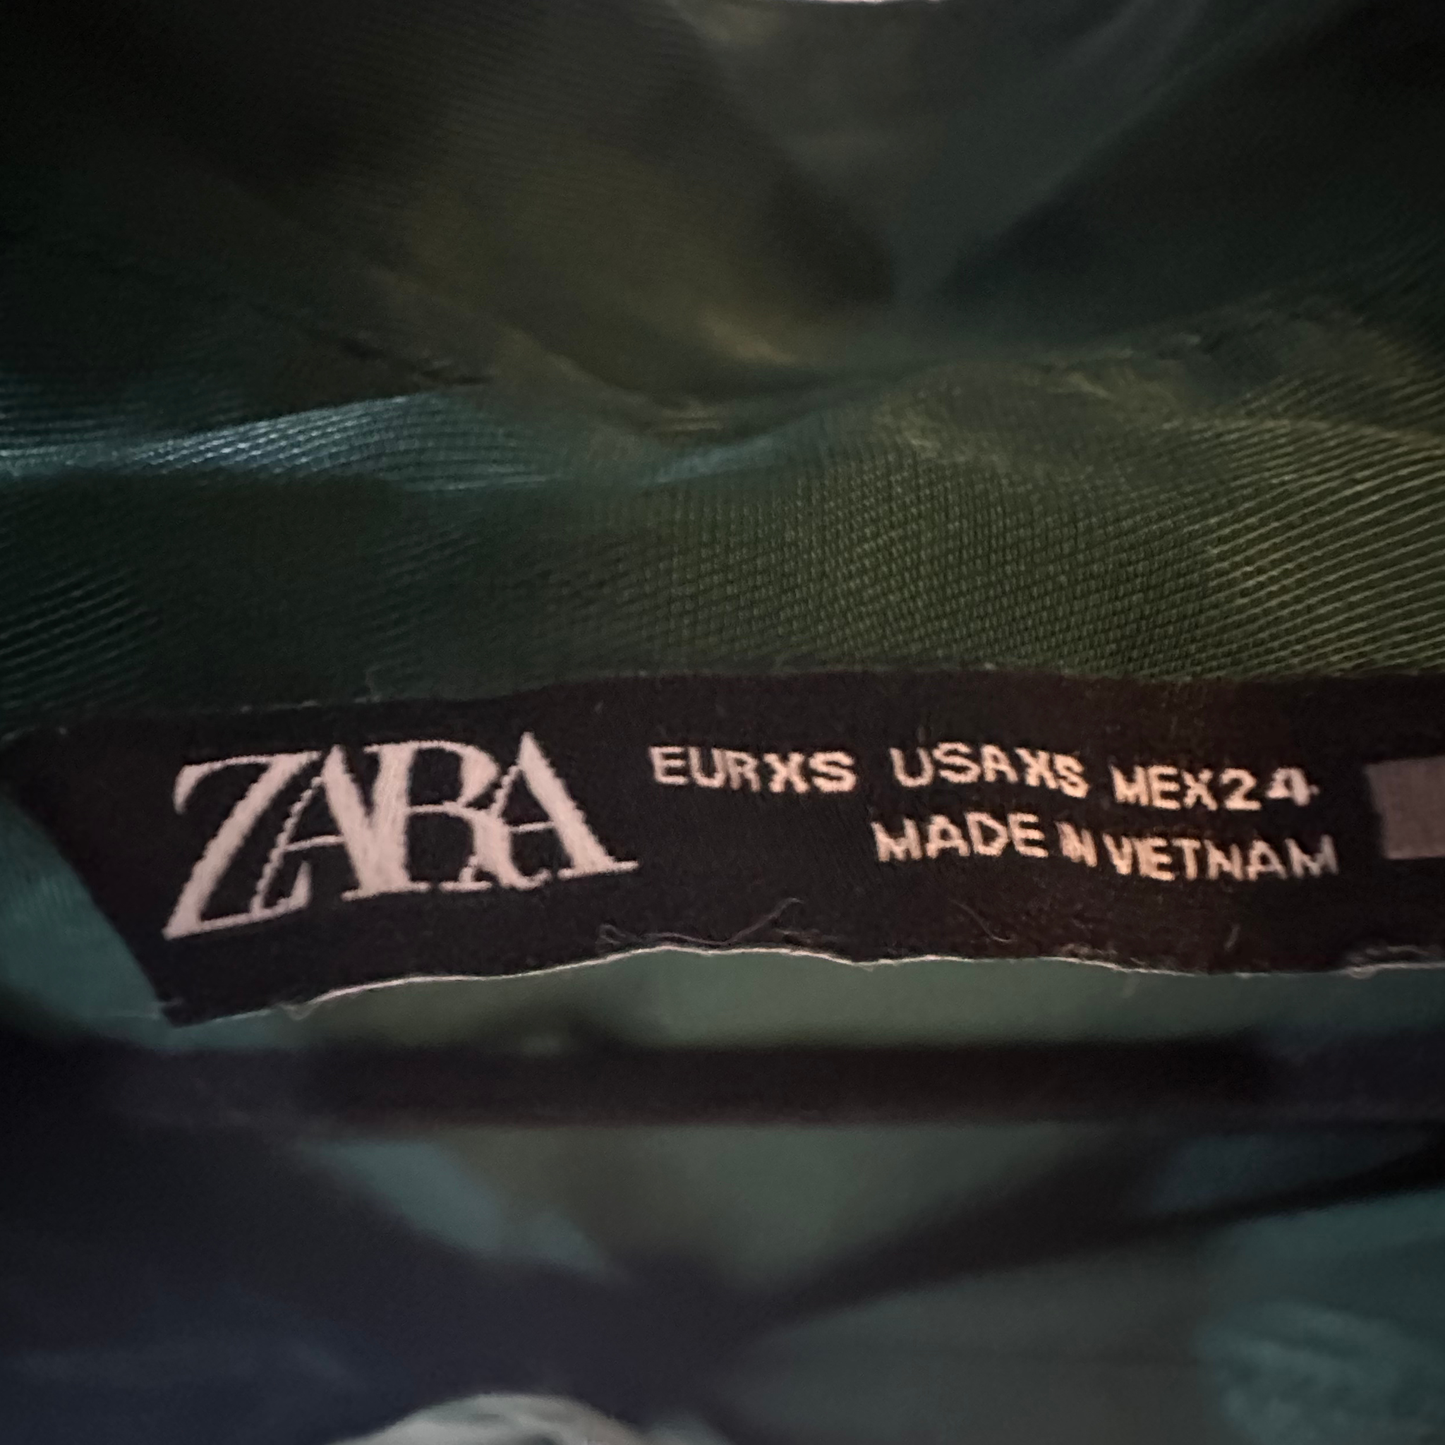 ZARA
EUR XS USA XS MEX 24
MADE IN VIETNAM